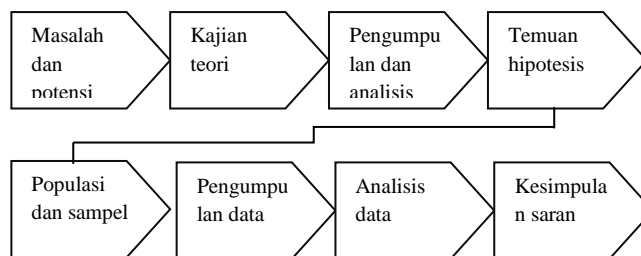 Masalah
dan
potensi
Kajian
teori
Pengumpu
lan dan
analisis
Temuan
hipotesis
Populasi
dan sampel
Pengumpu
lan data
Analisis
data
Kesimpula
n saran